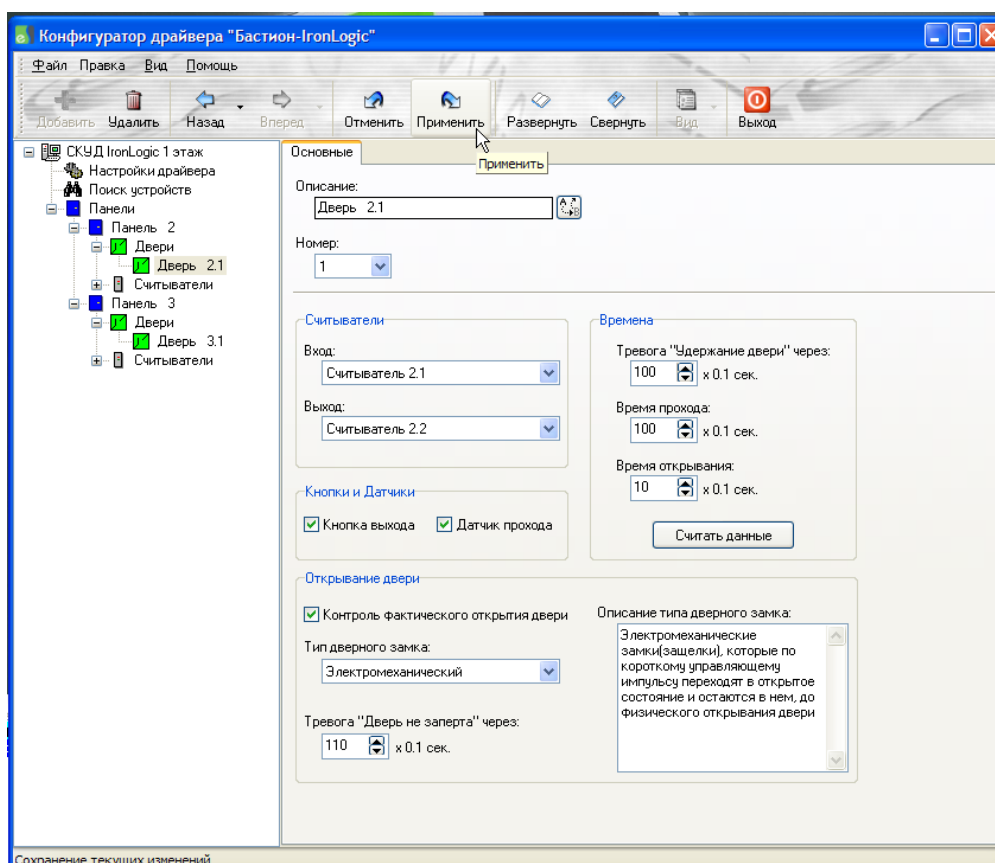 Конфигуратор драйвера "Бастион-IronLogic"
Файл Правка Вид Помощь
Добавить Удалить Назад Вперед Отменить Применить Развернуть Свернуть Вид Выход
Применить
СКУД IronLogic 1 этаж
Настройки драйвера
Поиск устройств
Панели
Панель 2
Двери
Дверь 2.1
Считыватели
Панель 3
Двери
Дверь 3.1
Считыватели
Основные
Описание:
Дверь 2.1
Номер:
1
Считыватели
Вход:
Считыватель 2.1
Выход:
Считыватель 2.2
Времена
Тревога "Удержание двери" через:
100 x 0.1 сек.
Время прохода:
100 x 0.1 сек.
Время открывания:
10 x 0.1 сек.
Считать данные
Кнопки и Датчики
Кнопка выхода Датчик прохода
Открывание двери
Контроль фактического открытия двери
Тип дверного замка:
Электромеханический
Тревога "Дверь не заперта" через:
110 x 0.1 сек.
Описание типа дверного замка:
Электромеханические
замки(защелки), которые по
короткому управляющему
импульсу переходят в открытое
состояние и остаются в нем, до
физического открывания двери
Сохранение текущих изменений